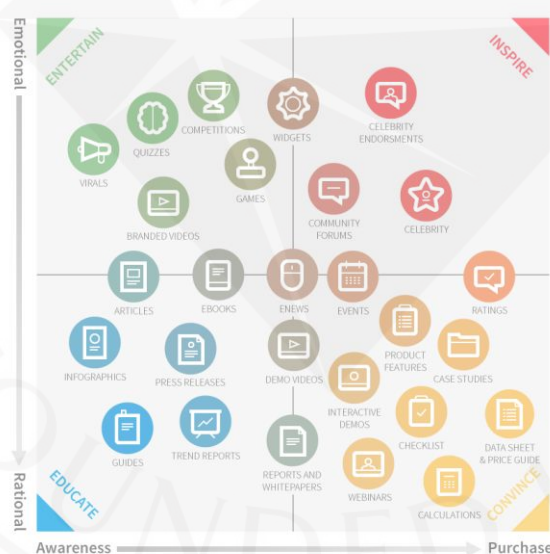 Emotional
ENTERTAIN
INSPIRE
COMPETITIONS
WIDGETS
CELEBRITY
ENDORSMENTS
QUIZZES
VIRALS
GAMES
BRANDED VIDEOS
COMMUNITY
FORUMS
CELEBRITY
ARTICLES
EBOOKS
ENEWS
EVENTS
RATINGS
INFOGRAPHICS
PRESS RELEASES
DEMO VIDEOS
PRODUCT
FEATURES
CASE STUDIES
INTERACTIVE
DEMOS
GUIDES
TREND REPORTS
REPORTS AND
WHITEPAPERS
CHECKLIST
DATA SHEET
& PRICE GUIDE
WEBINARS
CALCULATIONS
EDUCATE
CONVINCE
Rational
Awareness
Purchase